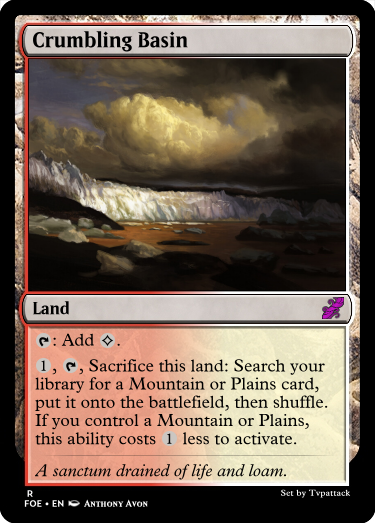 Crumbling Basin
Land
: Add .
1, , Sacrifice this land: Search your
library for a Mountain or Plains card,
put it onto the battlefield, then shuffle.
If you control a Mountain or Plains,
this ability costs 1 less to activate.
A sanctum drained of life and loam.
R
Set by Tvpattack
FOE • EN Anthony Avon